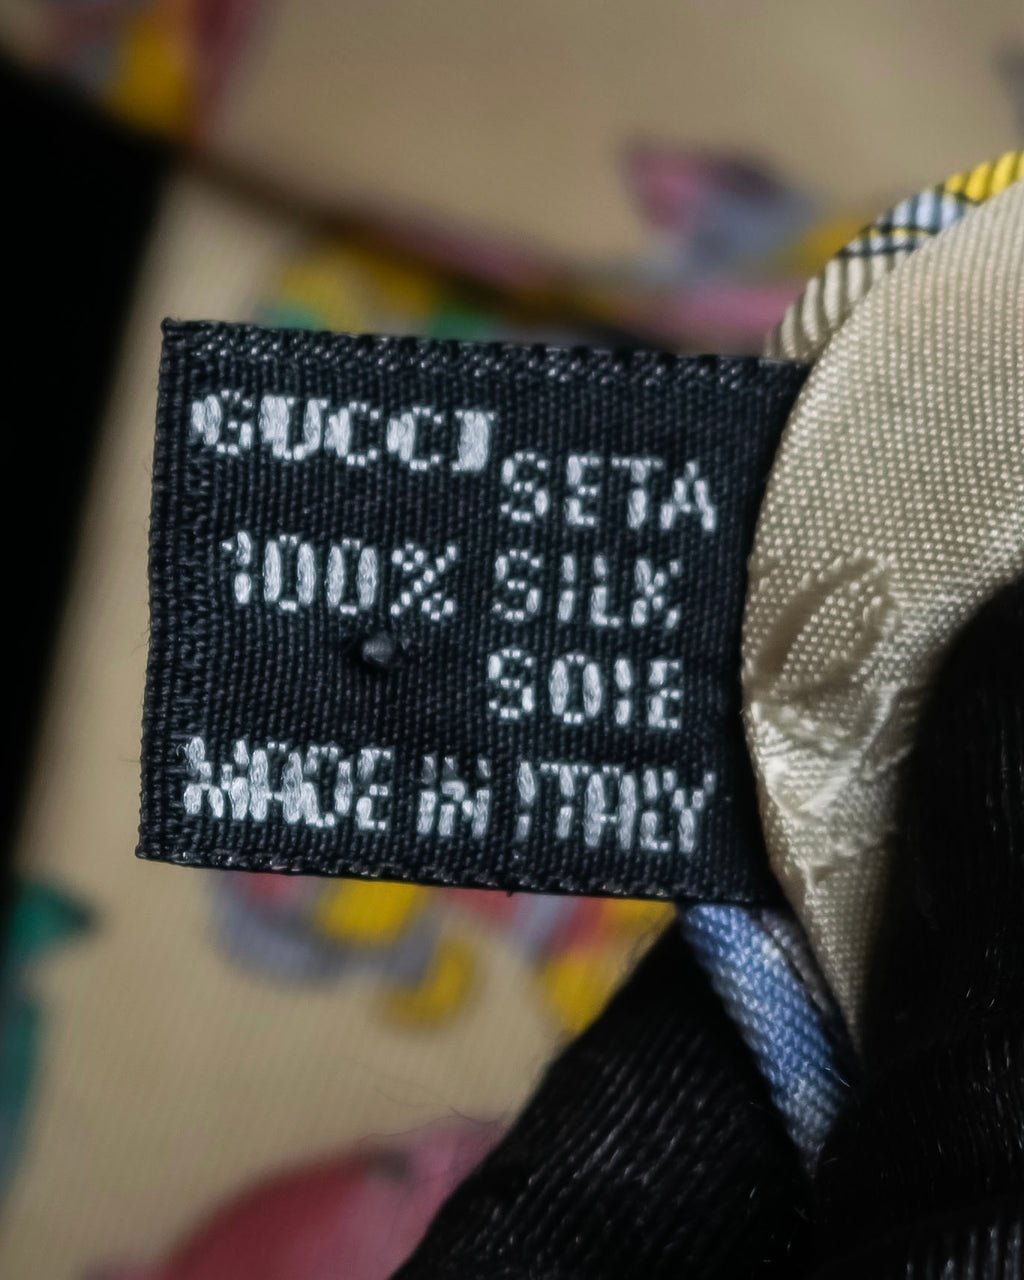 GUCCI
SETA
100% SILK
SOIE
MADE IN ITALY